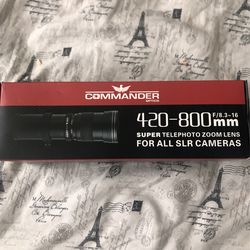 COMMANDER
OPTICS
420-800mm F/8.3-16
SUPER TELEPHOTO ZOOM LENS
FOR ALL SLR CAMERAS